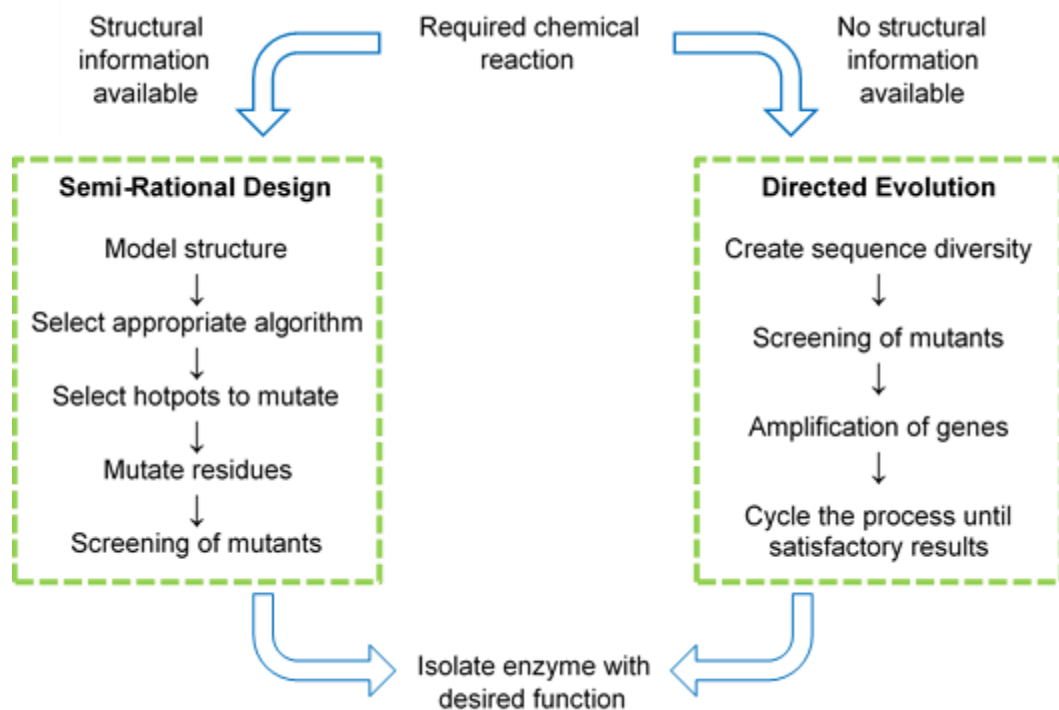 Structural
information
available
Required chemical
reaction
No structural
information
available
Semi-Rational Design
Model structure
Select appropriate algorithm
Select hotpots to mutate
Mutate residues
Screening of mutants
Directed Evolution
Create sequence diversity
Screening of mutants
Amplification of genes
Cycle the process until
satisfactory results
Isolate enzyme with
desired function